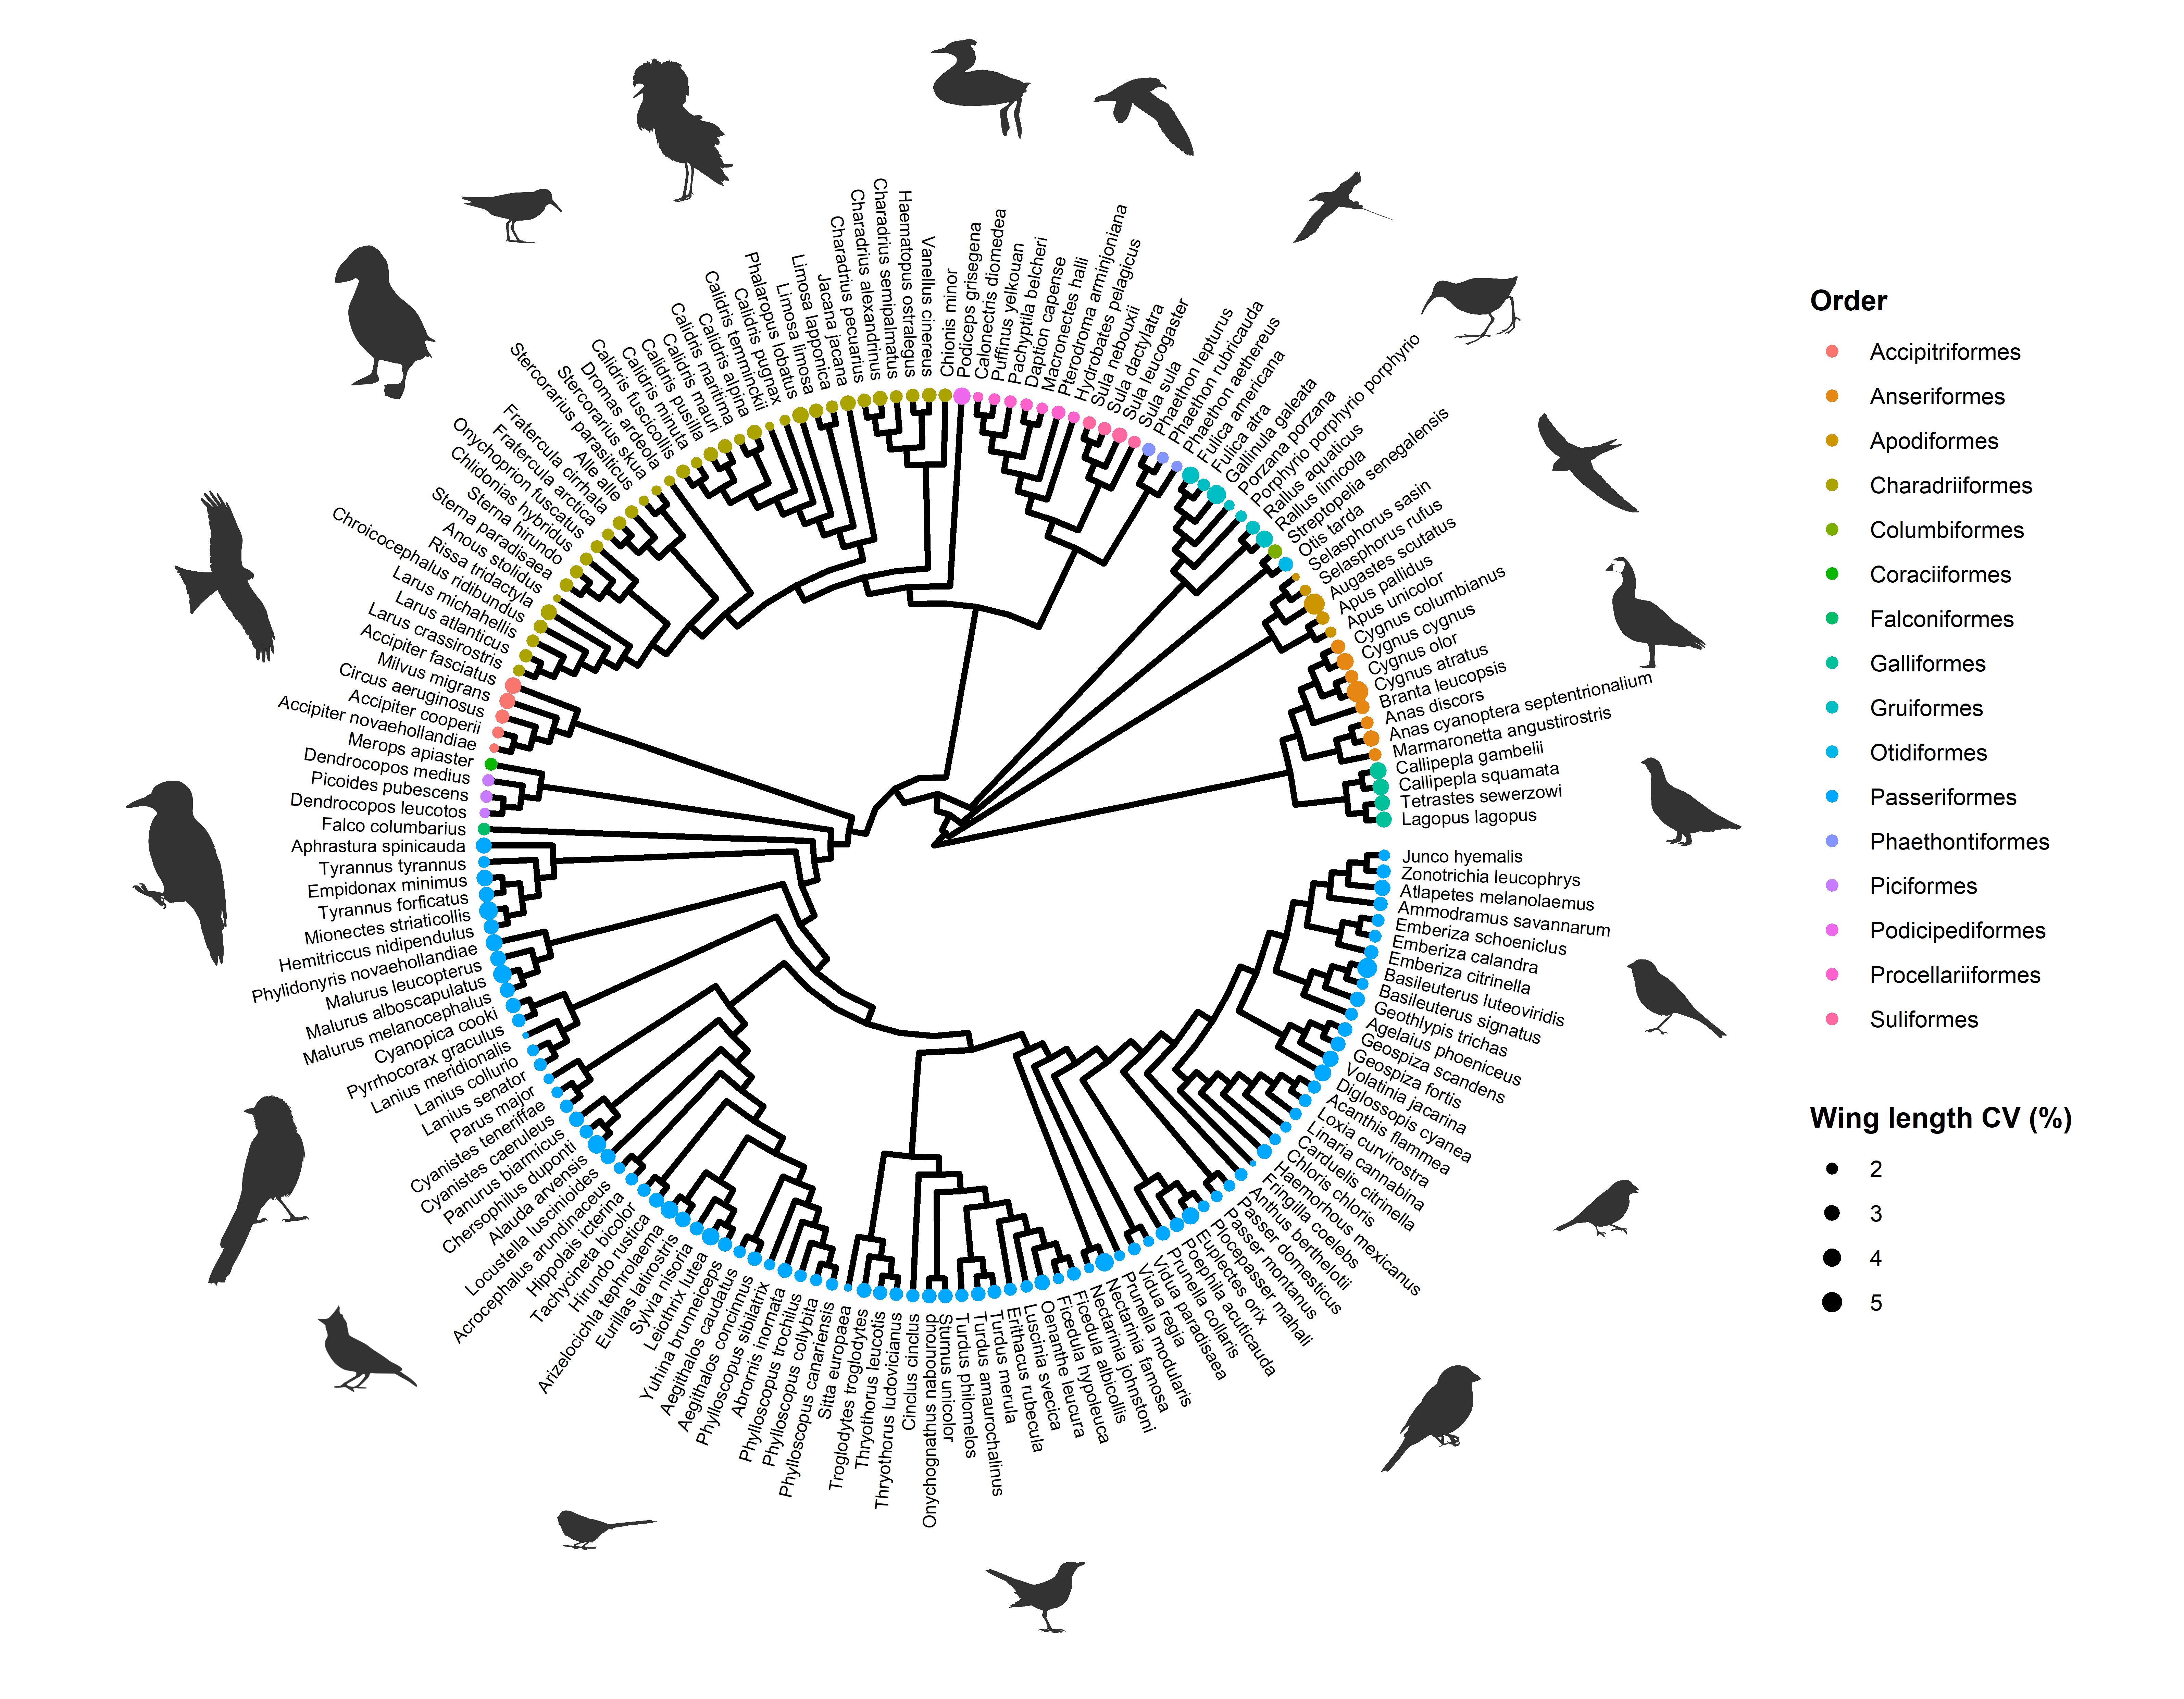 Junco hyemalis
Zonotrichia leucophrys
Atlapetes melanolaemus
Ammodramus savannarum
Emberiza schoeniclus
Emberiza calandra
Emberiza citrinella
Basileuterus luteoviridis
Basileuterus signatus
Geothlypis trichas
Agelaius phoeniceus
Geospiza scandens
Geospiza fortis
Volatinia jacarina
Diglossopis cyanea
Acanthis flammea
Loxia curvirostra
Linaria cannabina
Carduelis citrinella
Chloris chloris
Haemorhous mexicanus
Fringilla coelebs
Anthus berthelotii
Passer domesticus
Passer montanus
Plocepasser mahali
Euplectes orix
Poephila acuticauda
Prunella collaris
Vidua paradisaea
Vidua regia
Prunella modularis
Nectarinia famosa
Nectarinia johnstoni
Ficedula albicollis
Ficedula hypoleuca
Oenanthe leucura
Luscinia svecica
Erithacus rubecula
Turdus merula
Turdus amaurochalinus
Turdus philomelos
Sturnus unicolor
Onychognathus nabouroup
Cinclus cinclus
Thryothorus ludovicianus
Thryothorus leucotis
Troglodytes troglodytes
Sitta europaea
Phylloscopus canariensis
Phylloscopus collybita
Phylloscopus trochilus
Abrornis inornata
Phylloscopus sibilatrix
Aegithalos concinnus
Aegithalos caudatus
Yuhina brunneiceps
Leiothrix lutea
Sylvia nisoria
Eurillas latirostris
Arizelocichla tephrolaema
Hirundo rustica
Tachycineta bicolor
Hippolais icterina
Acrocephalus arundinaceus
Locustella luscinioides
Alauda arvensis
Chersophilus duponti
Panurus biarmicus
Cyanistes caeruleus
Cyanistes teneriffae
Parus major
Lanius senator
Lanius collurio
Lanius meridionalis
Pyrrhocorax graculus
Cyanopica cooki
Malurus melanocephalus
Malurus alboscapulatus
Malurus leucopterus
Phylidonyris novaehollandiae
Hemitriccus nidipendulus
Mionectes striaticollis
Tyrannus forficatus
Empidonax minimus
Tyrannus tyrannus
Aphrastura spinicauda
Falco columbarius
Dendrocopos leucotos
Picoides pubescens
Dendrocopos medius
Merops apiaster
Accipiter novaehollandiae
Accipiter cooperii
Circus aeruginosus
Milvus migrans
Accipiter fasciatus
Larus crassirostris
Larus atlanticus
Larus michahellis
Chroicocephalus ridibundus
Rissa tridactyla
Anous stolidus
Sterna paradisaea
Sterna hirundo
Chlidonias hybridus
Onychoprion fuscatus
Fratercula arctica
Fratercula cirrhata
Alle alle
Stercorarius parasiticus
Stercorarius skua
Dromas ardeola
Calidris fuscicollis
Calidris minuta
Calidris pusilla
Calidris mauri
Calidris maritima
Calidris alpina
Calidris temminckii
Calidris pugnax
Phalaropus lobatus
Limosa limosa
Limosa lapponica
Jacana jacana
Charadrius pecuarius
Charadrius alexandrinus
Charadrius semipalmatus
Haematopus ostralegus
Vanellus cinereus
Chionis minor
Podiceps grisegena
Calonectris diomedea
Puffinus yelkouan
Pachyptila belcheri
Daption capense
Macronectes halli
Pterodroma arminjoniana
Hydrobates pelagicus
Sula nebouxii
Sula dactylatra
Sula leucogaster
Sula sula
Phaethon lepturus
Phaethon rubricauda
Phaethon aethereus
Fulica americana
Fulica atra
Gallinula galeata
Porzana porzana
Porphyrio porphyrio porphyrio
Rallus aquaticus
Rallus limicola
Streptopelia senegalensis
Otis tarda
Selasphorus sasin
Selasphorus rufus
Augastes scutatus
Apus pallidus
Apus unicolor
Cygnus columbianus
Cygnus cygnus
Cygnus olor
Cygnus atratus
Branta leucopsis
Anas discors
Anas cyanoptera septentrionalium
Marmaronetta angustirostris
Callipepla gambelii
Callipepla squamata
Tetrastes sewerzowi
Lagopus lagopus
Order
Accipitriformes
Anseriformes
Apodiformes
Charadriiformes
Columbiformes
Coraciiformes
Falconiformes
Galliformes
Gruiformes
Otidiformes
Passeriformes
Phaethontiformes
Piciformes
Podicipediformes
Procellariiformes
Suliformes
Wing length CV (%)
2
3
4
5